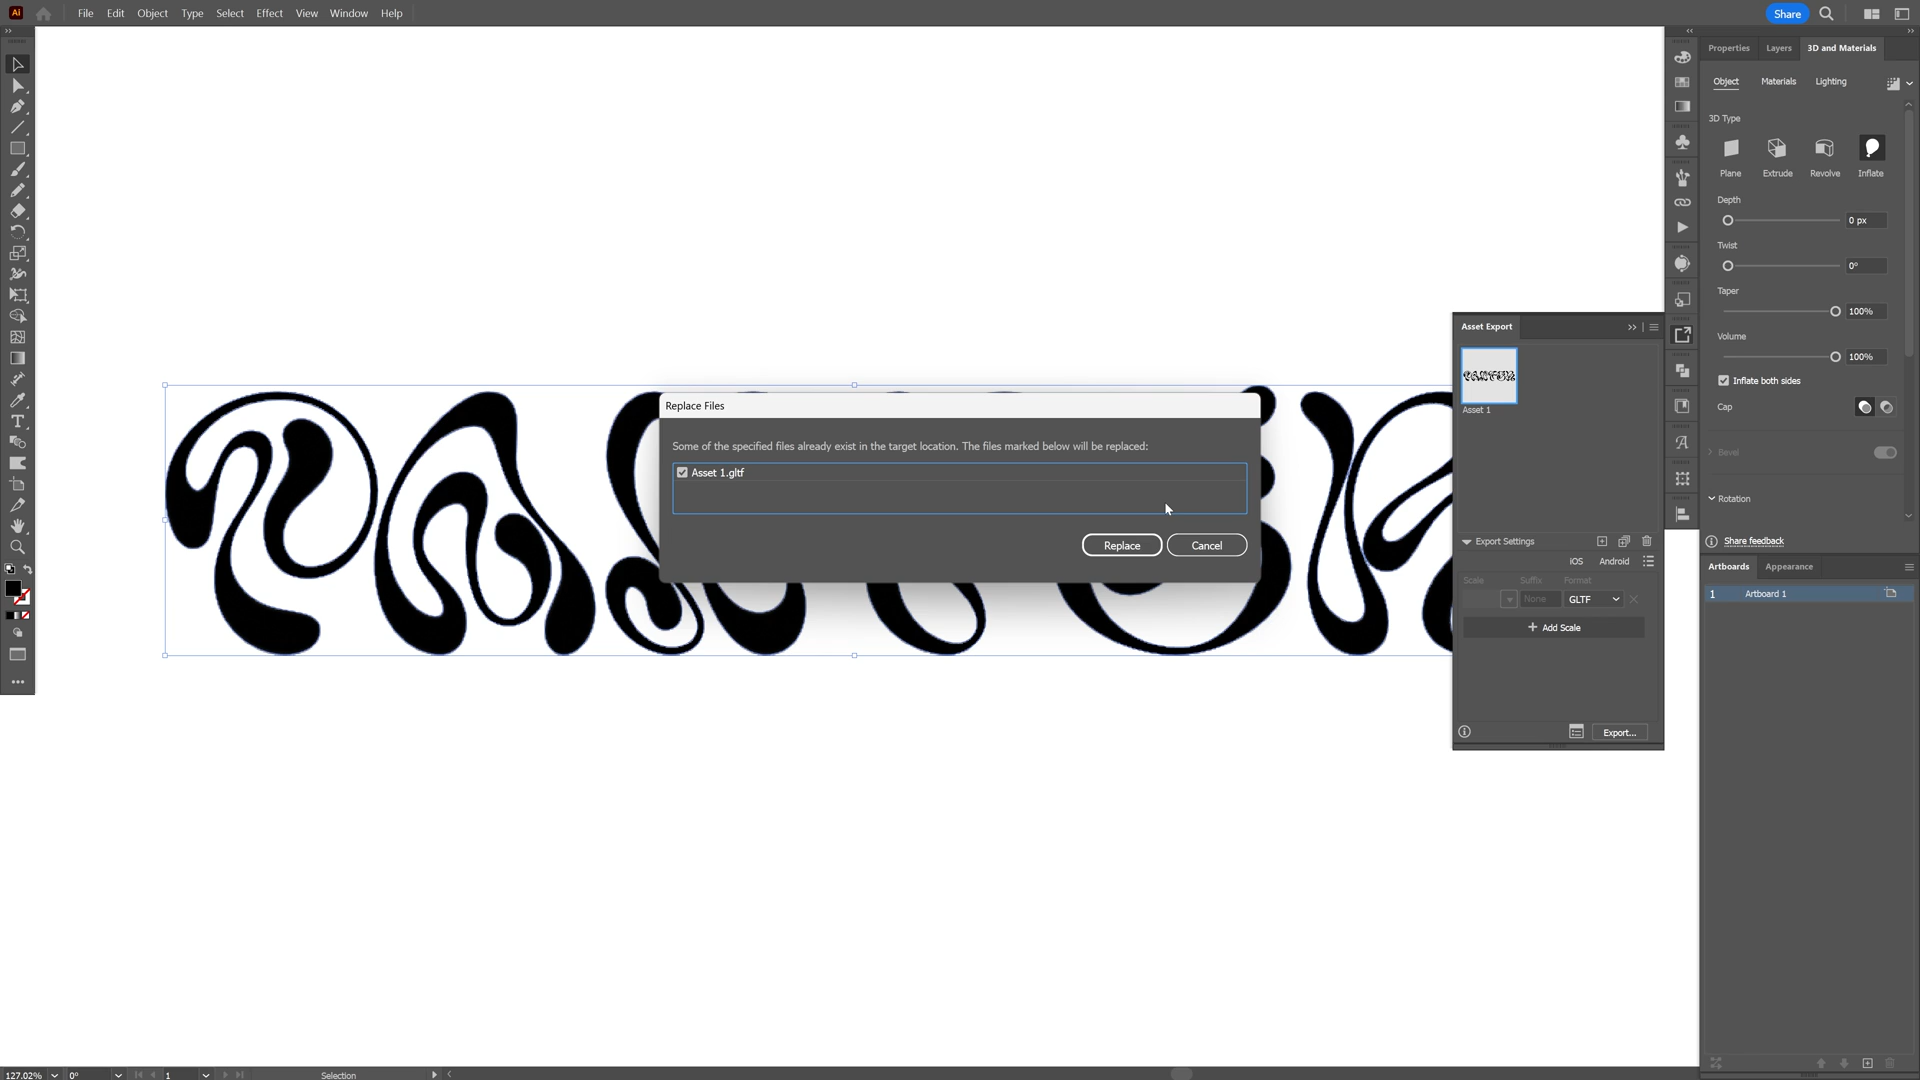 Ai
File Edit Object Type Select Effect View Window Help
Share
Properties Layers 3D and Materials
Object Materials Lighting
3D Type
Plane Extrude Revolve Inflate
Depth
0 px
Twist
0°
Taper
100%
Volume
100%
Inflate both sides
Cap
Bevel
Rotation
Share feedback
Artboards Appearance
1 Artboard 1
Asset Export
Asset 1
Export Settings
iOS Android
Scale Suffix Format
None GLTF
+ Add Scale
Export...
Replace Files
Some of the specified files already exist in the target location. The files marked below will be replaced:
Asset 1.gltf
Replace Cancel
127.02% 0° 1 Selection